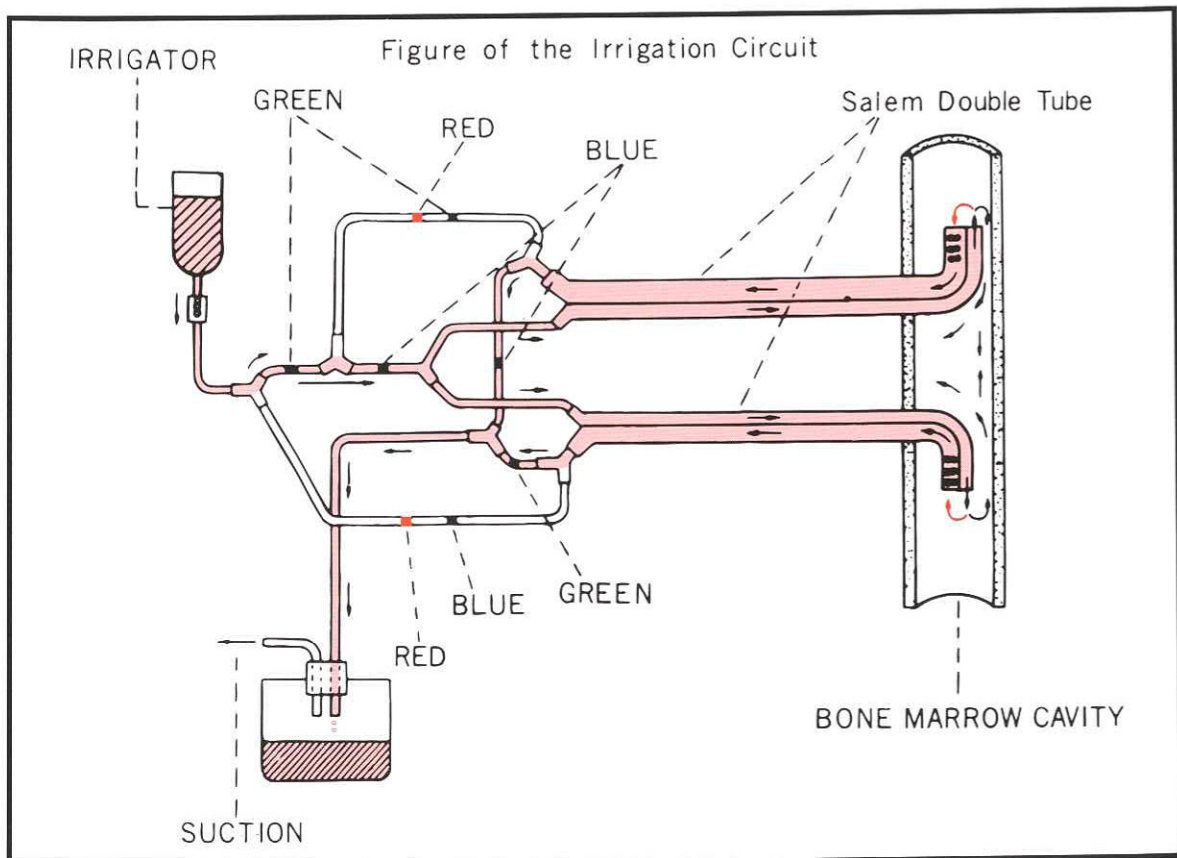 Figure of the Irrigation Circuit
IRRIGATOR
GREEN
RED
BLUE
Salem Double Tube
GREEN
BLUE
RED
BONE MARROW CAVITY
SUCTION